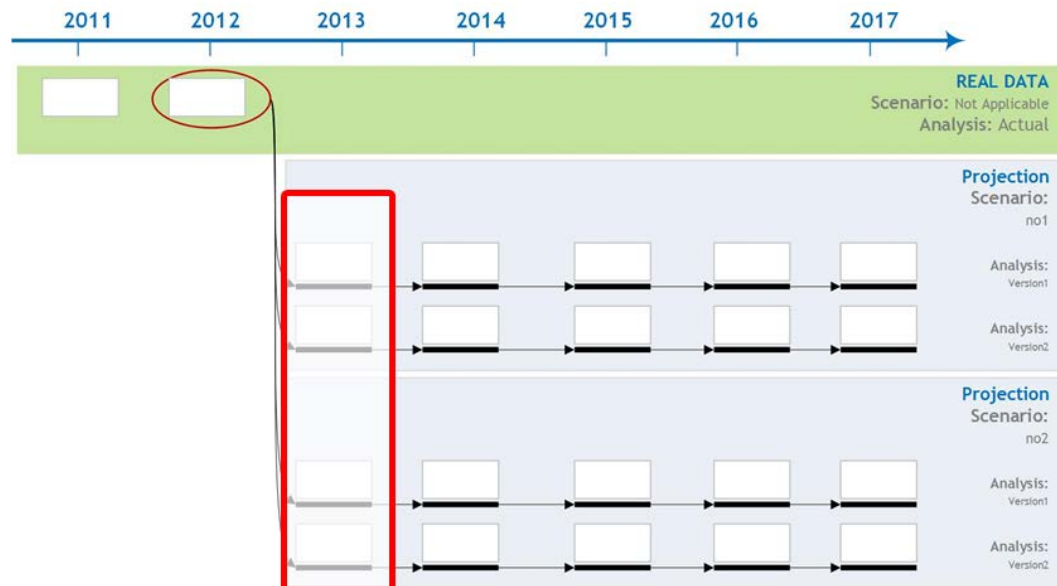 2011 2012 2013 2014 2015 2016 2017
REAL DATA
Scenario: Not Applicable
Analysis: Actual
Projection
Scenario:
no1
Analysis:
Version1
Analysis:
Version2
Projection
Scenario:
no2
Analysis:
Version1
Analysis:
Version2